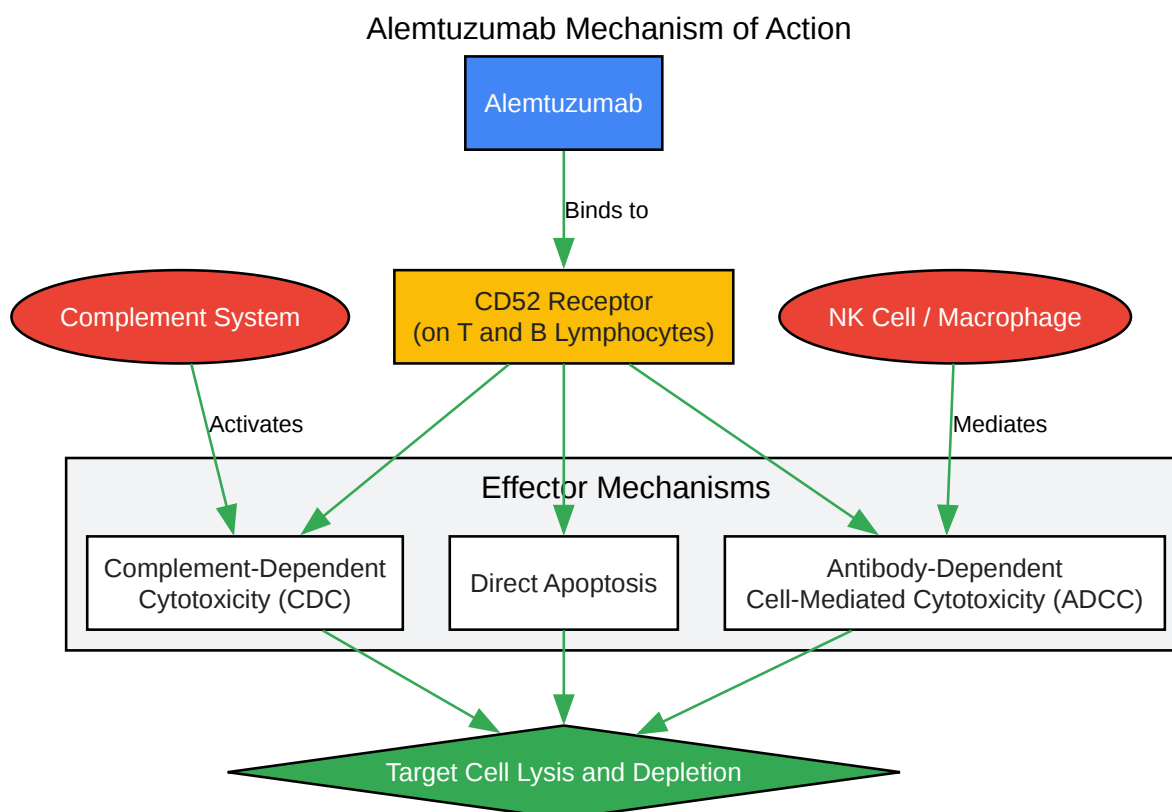 Alemtuzumab Mechanism of Action
Alemtuzumab
Binds to
Complement System
CD52 Receptor
(on T and B Lymphocytes)
NK Cell / Macrophage
Activates
Mediates
Effector Mechanisms
Complement-Dependent
Cytotoxicity (CDC)
Direct Apoptosis
Antibody-Dependent
Cell-Mediated Cytotoxicity (ADCC)
Target Cell Lysis and Depletion